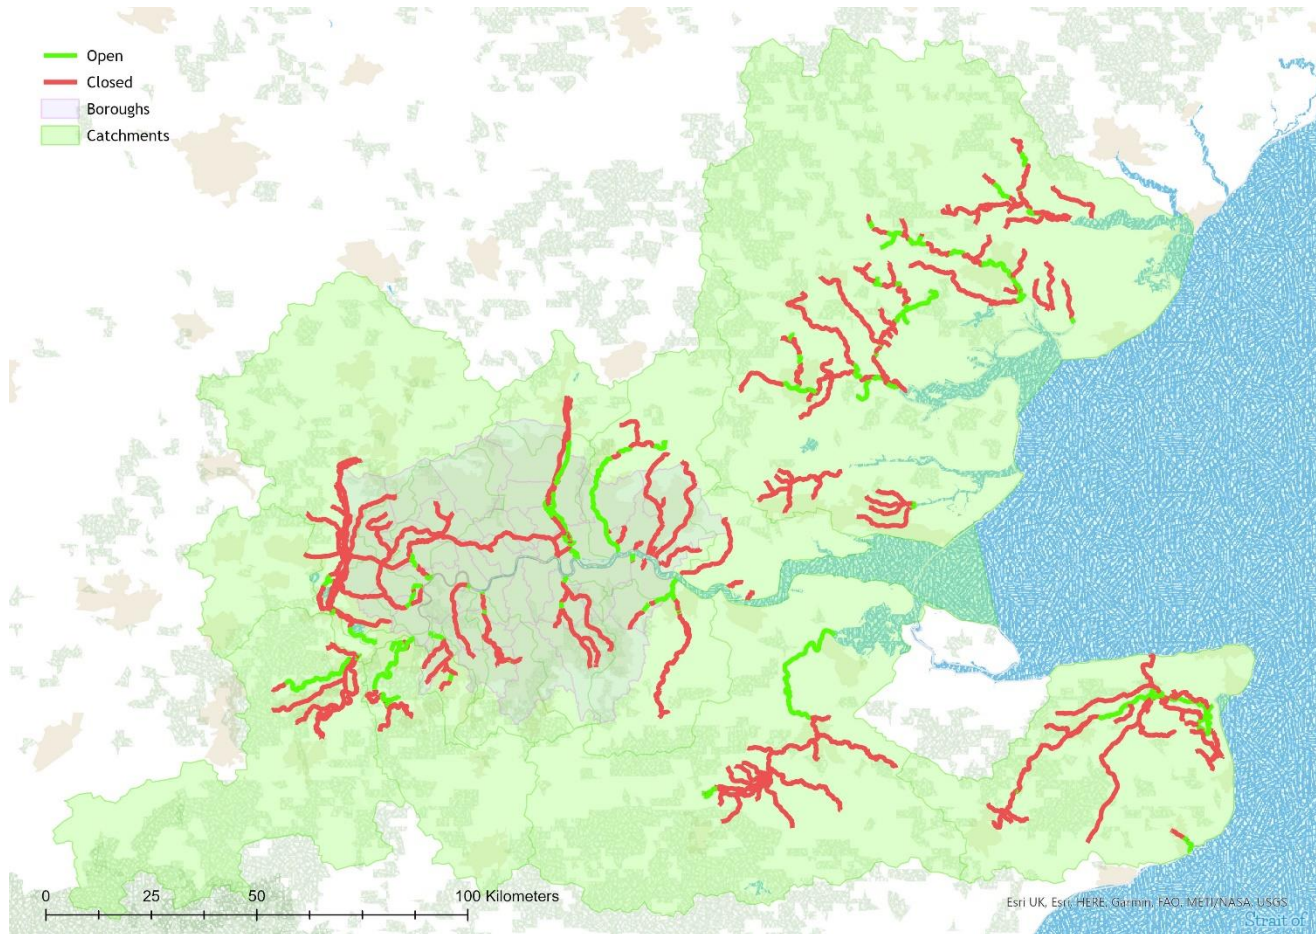 Open
Closed
Boroughs
Catchments
0 25 50 100 Kilometers
Esri UK, Esri, HERE, Garmin, FAO, METI/NASA, USGS
Strait of